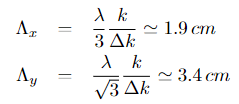 Λx = λ/3 k/Δk ≃ 1.9 cm
Λy = λ/√3 k/Δk ≃ 3.4 cm